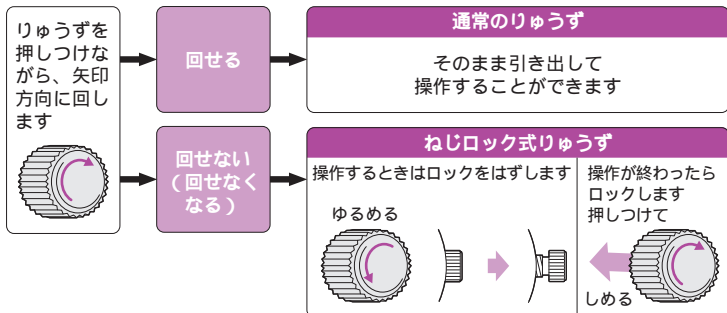 りゅうずを
押しつけな
がら、矢印
方向に回し
ます
回せる
通常のりゅうず
そのまま引き出して
操作することができます
回せない
(回せなく
なる)
ねじロック式りゅうず
操作するときはロックをはずします
ゆるめる
操作が終わったら
ロックします
押しつけて
しめる